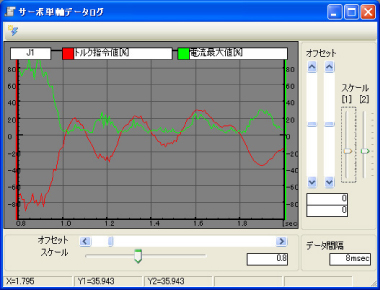 サーボ単軸データログ
J1 トルク指令値[%] 電流最大値[%]
オフセット
80 80
60 60
40 40
20 20
0 0
-20 -20
-40 -40
-60 -60
-80 -80
0.8 1.0 1.2 1.4 1.6 1.8 [sec]
スケール
[1] [2]
0
0
オフセット
スケール
0.8
データ間隔
8msec
X=1.795 Y1=35.943 Y2=35.943